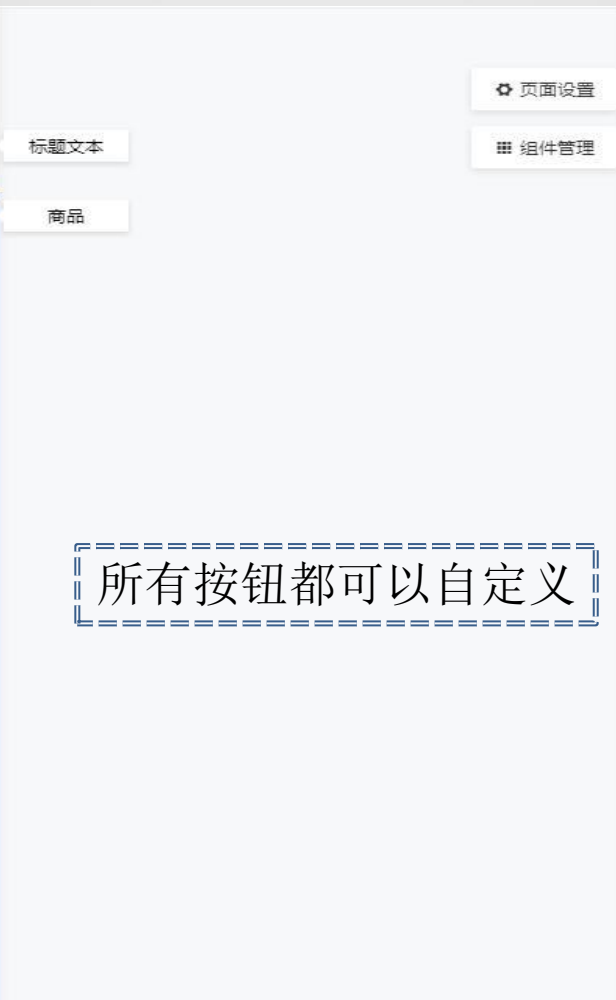 页面设置
标题文本
组件管理
商品
所有按钮都可以自定义